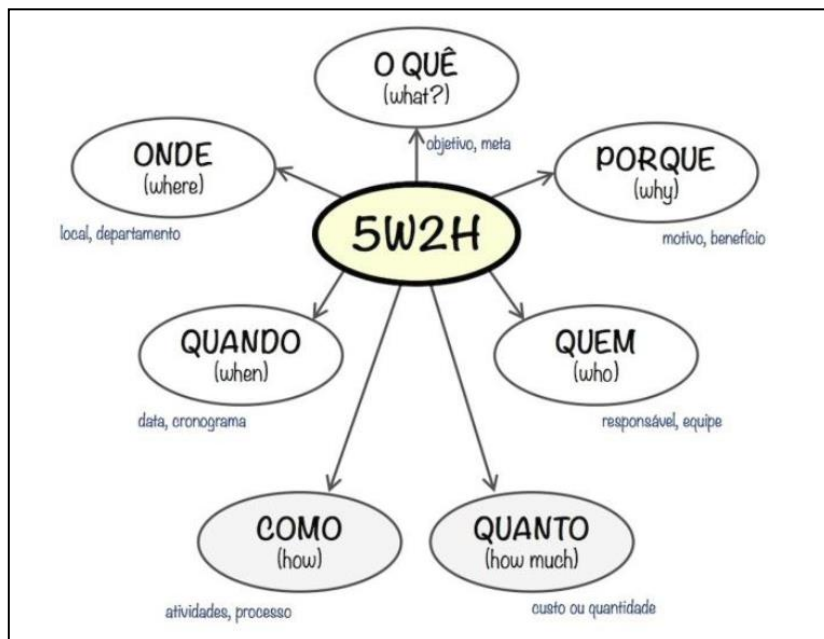 O QUÊ
(what?)
objetivo, meta
ONDE
(where)
local, departamento
PORQUE
(why)
motivo, benefício
5W2H
QUANDO
(when)
data, cronograma
QUEM
(who)
responsável, equipe
COMO
(how)
atividades, processo
QUANTO
(how much)
custo ou quantidade